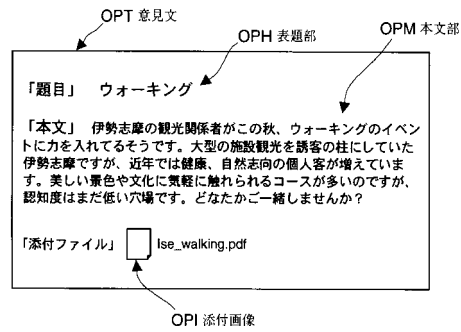 OPT 意見文
OPH 表題部
OPM 本文部
「題目」 ウォーキング
「本文」 伊勢志摩の観光関係者がこの秋、ウォーキングのイベン
トに力を入れてるそうです。大型の施設観光を誘客の柱にしていた
伊勢志摩ですが、近年では健康、自然志向の個人客が増えていま
す。美しい景色や文化に気軽に触れられるコースが多いのですが、
認知度はまだ低い穴場です。どなたかご一緒しませんか？
「添付ファイル」 Ise_walking.pdf
OPI 添付画像